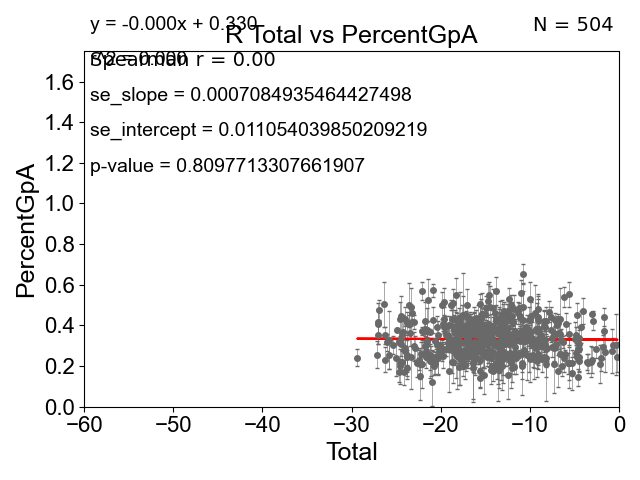 y = -0.000x + 0.330
N = 504
R Total vs PercentGpA
Spearman r = 0.00
se_slope = 0.0007084935464427498
se_intercept = 0.011054039850209219
p-value = 0.8097713307661907
PercentGpA
1.6
1.4
1.2
1.0
0.8
0.6
0.4
0.2
0.0
−60 −50 −40 −30 −20 −10 0
Total